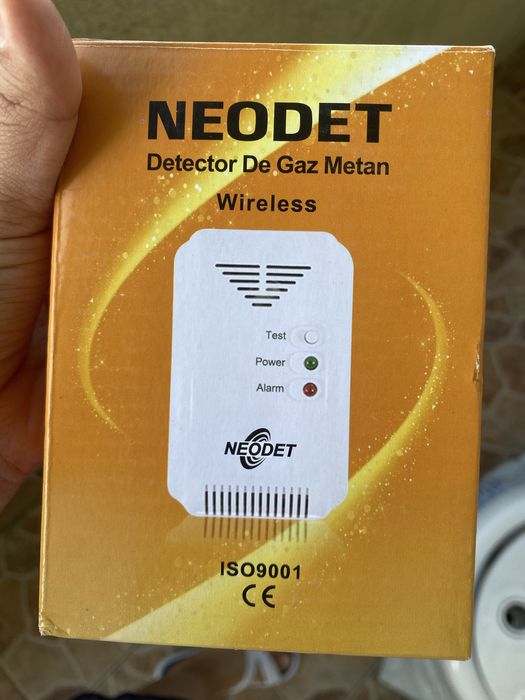 NEODET
Detector De Gaz Metan
Wireless
Test
Power
Alarm
NEODET
ISO9001
CE